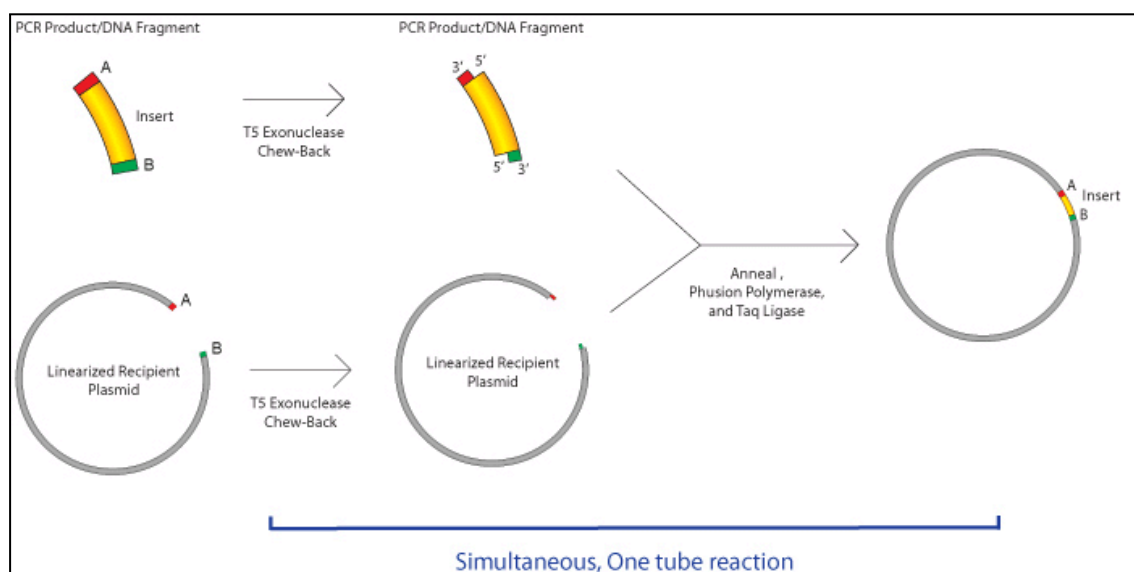 PCR Product/DNA Fragment
A
Insert
B
T5 Exonuclease
Chew-Back
PCR Product/DNA Fragment
3’ 5’
5’ 3’
A
Insert
B
Anneal ,
Phusion Polymerase,
and Taq Ligase
A
B
Linearized Recipient
Plasmid
T5 Exonuclease
Chew-Back
Linearized Recipient
Plasmid
Simultaneous, One tube reaction